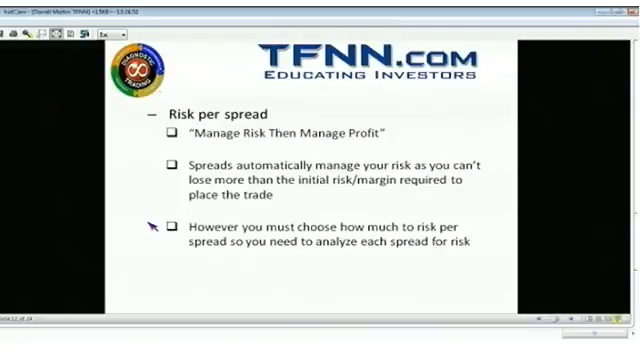 TFNN.COM
EDUCATING INVESTORS
DIAGNOSTIC
TRADING
– Risk per spread
"Manage Risk Then Manage Profit"
Spreads automatically manage your risk as you can't
lose more than the initial risk/margin required to
place the trade
However you must choose how much to risk per
spread so you need to analyze each spread for risk